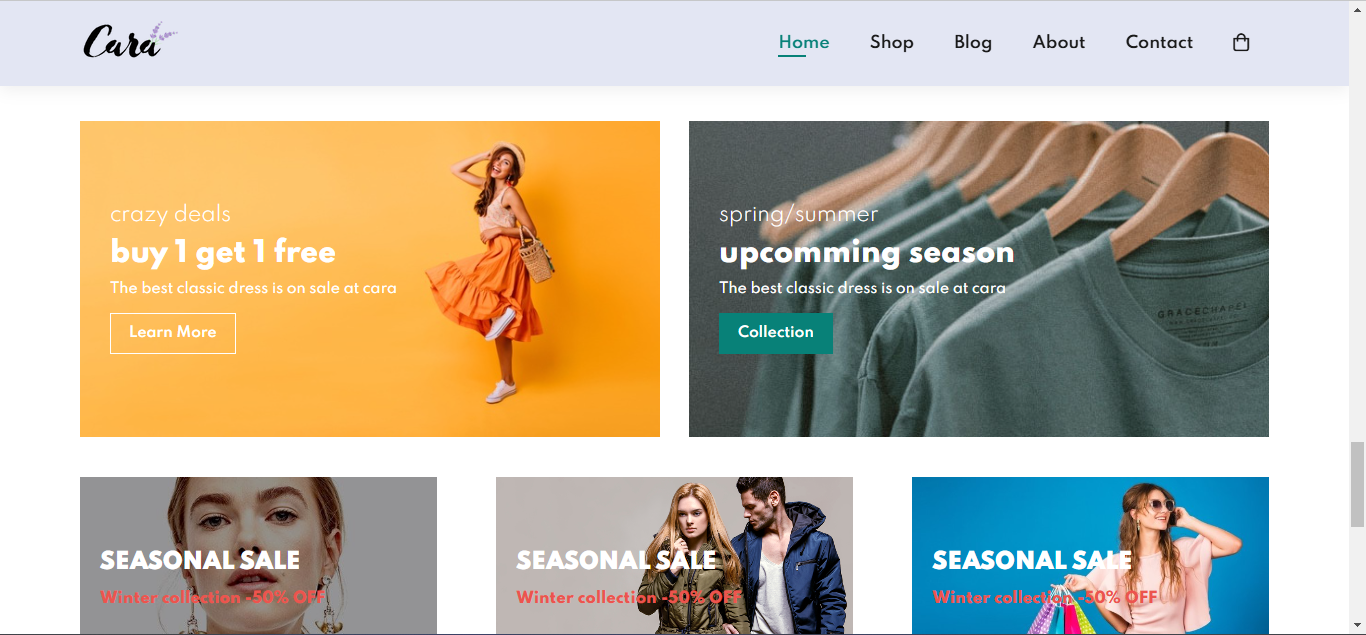 Cara
Home Shop Blog About Contact
crazy deals
buy 1 get 1 free
The best classic dress is on sale at cara
Learn More
spring/summer
upcomming season
The best classic dress is on sale at cara
Collection
GRACECHAPEL
SEASONAL SALE
Winter collection -50% OFF
SEASONAL SALE
Winter collection -50% OFF
SEASONAL SALE
Winter collection -50% OFF